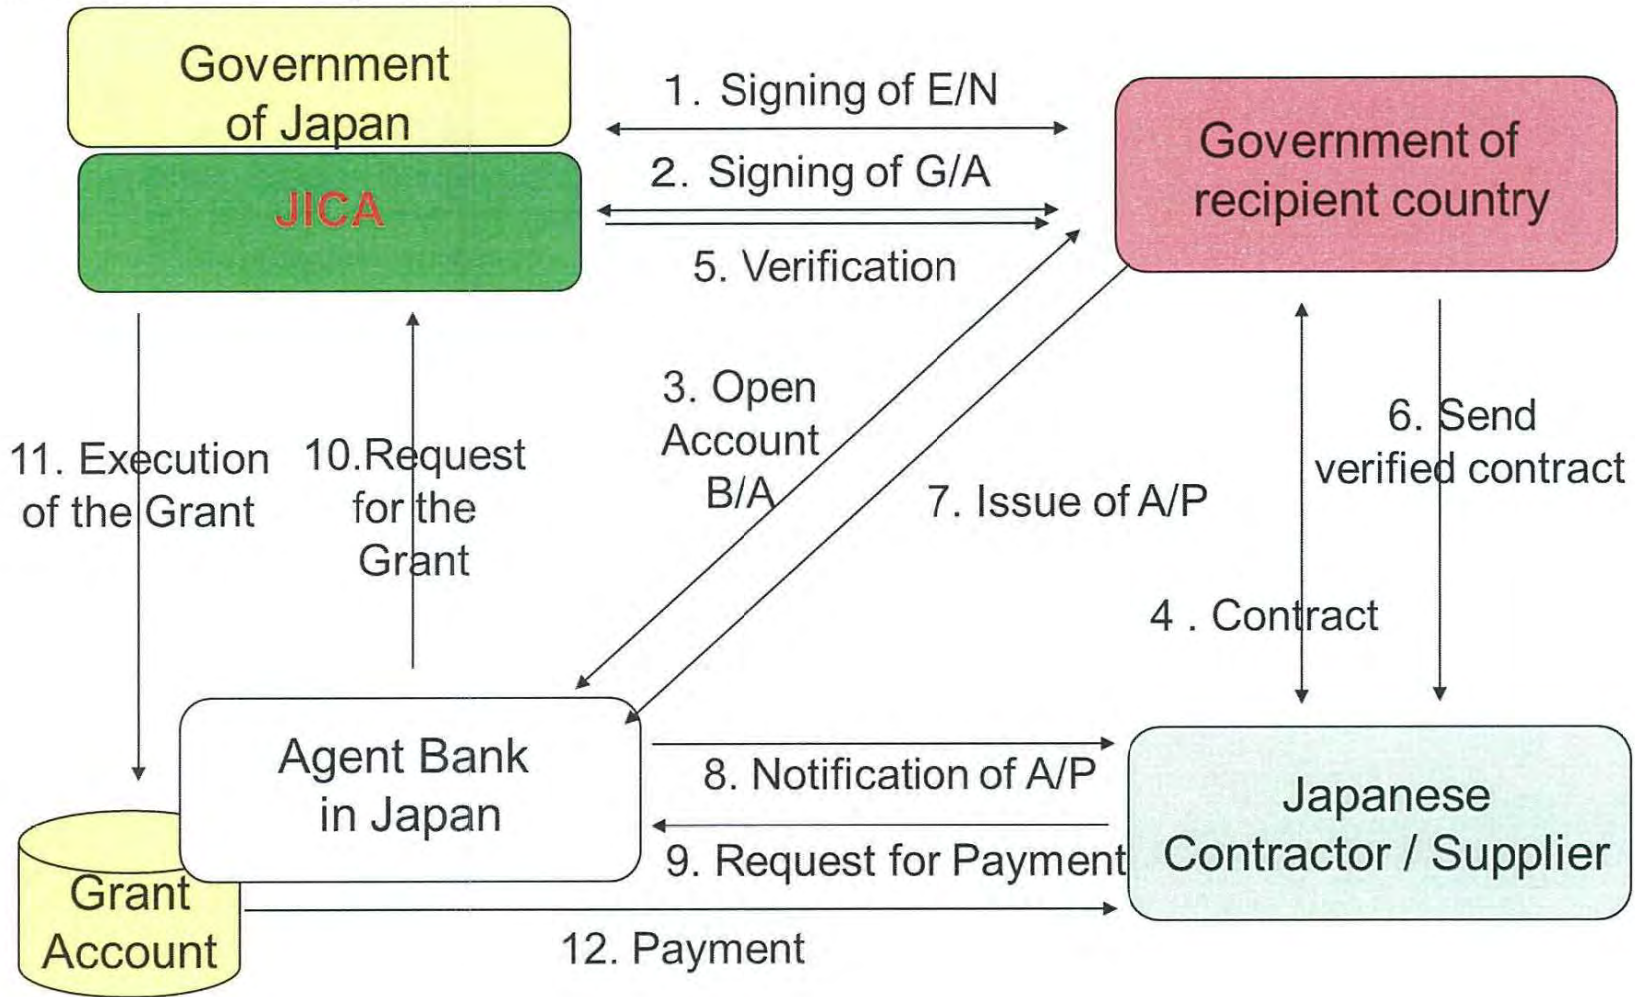 Government
of Japan
JICA
1. Signing of E/N
2. Signing of G/A
5. Verification
Government of
recipient country
3. Open
Account
B/A
7. Issue of A/P
6. Send
verified contract
4 . Contract
11. Execution
of the Grant
10.Request
for the
Grant
Agent Bank
in Japan
Grant
Account
8. Notification of A/P
9. Request for Payment
12. Payment
Japanese
Contractor / Supplier